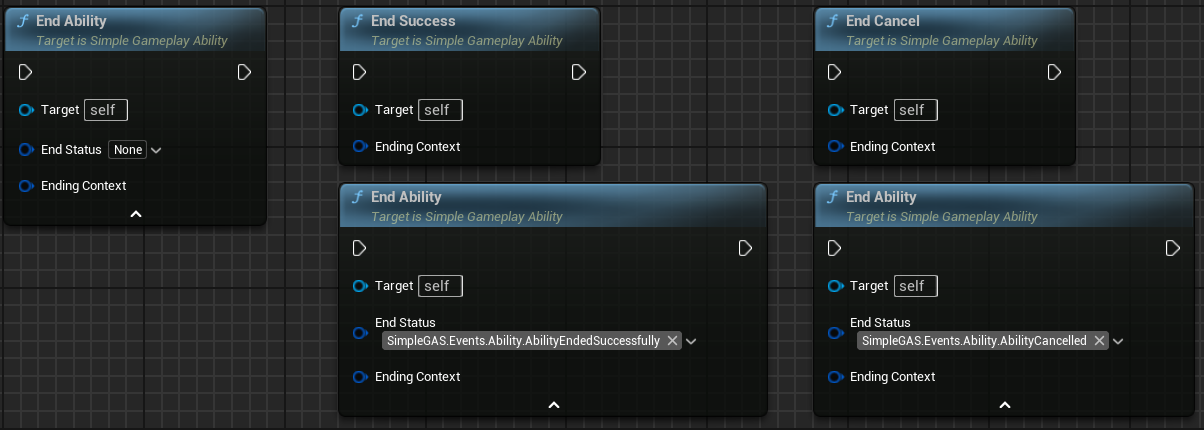 End Ability
Target is Simple Gameplay Ability
Target self
End Status None
Ending Context
End Success
Target is Simple Gameplay Ability
Target self
Ending Context
End Cancel
Target is Simple Gameplay Ability
Target self
Ending Context
End Ability
Target is Simple Gameplay Ability
Target self
End Status
SimpleGAS.Events.Ability.AbilityEndedSuccessfully
Ending Context
End Ability
Target is Simple Gameplay Ability
Target self
End Status
SimpleGAS.Events.Ability.AbilityCancelled
Ending Context